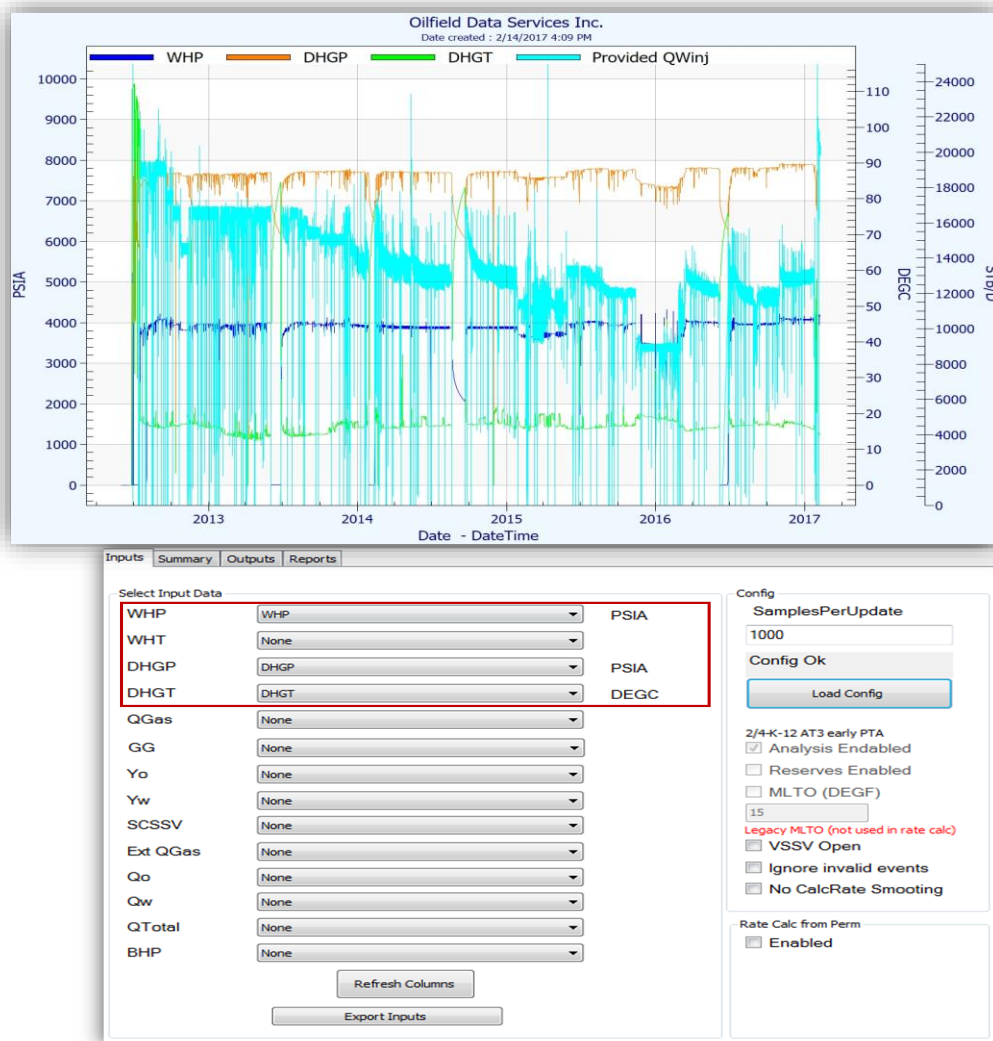 Oilfield Data Services Inc.
Date created : 2/14/2017 4:09 PM
WHP DHGP DHGT Provided QWinj
10000
9000
8000
7000
6000
5000
4000
3000
2000
1000
0
PSIA
110
100
90
80
70
60
50
40
30
20
10
0
DEGC
24000
22000
20000
18000
16000
14000
12000
10000
8000
6000
4000
2000
0
STB/D
2013 2014 2015 2016 2017
Date - DateTime
Inputs Summary Outputs Reports
Select Input Data
WHP WHP PSIA
WHT None
DHGP DHGP PSIA
DHGT DHGT DEGC
QGas None
GG None
Yo None
Yw None
SCSSV None
Ext QGas None
Qo None
Qw None
QTotal None
BHP None
Refresh Columns
Export Inputs
Config
SamplesPerUpdate
1000
Config Ok
Load Config
2/4-K-12 AT3 early PTA
Analysis Endabled
Reserves Enabled
MLTO (DEGF)
15
Legacy MLTO (not used in rate calc)
VSSV Open
Ignore invalid events
No CalcRate Smooting
Rate Calc from Perm
Enabled